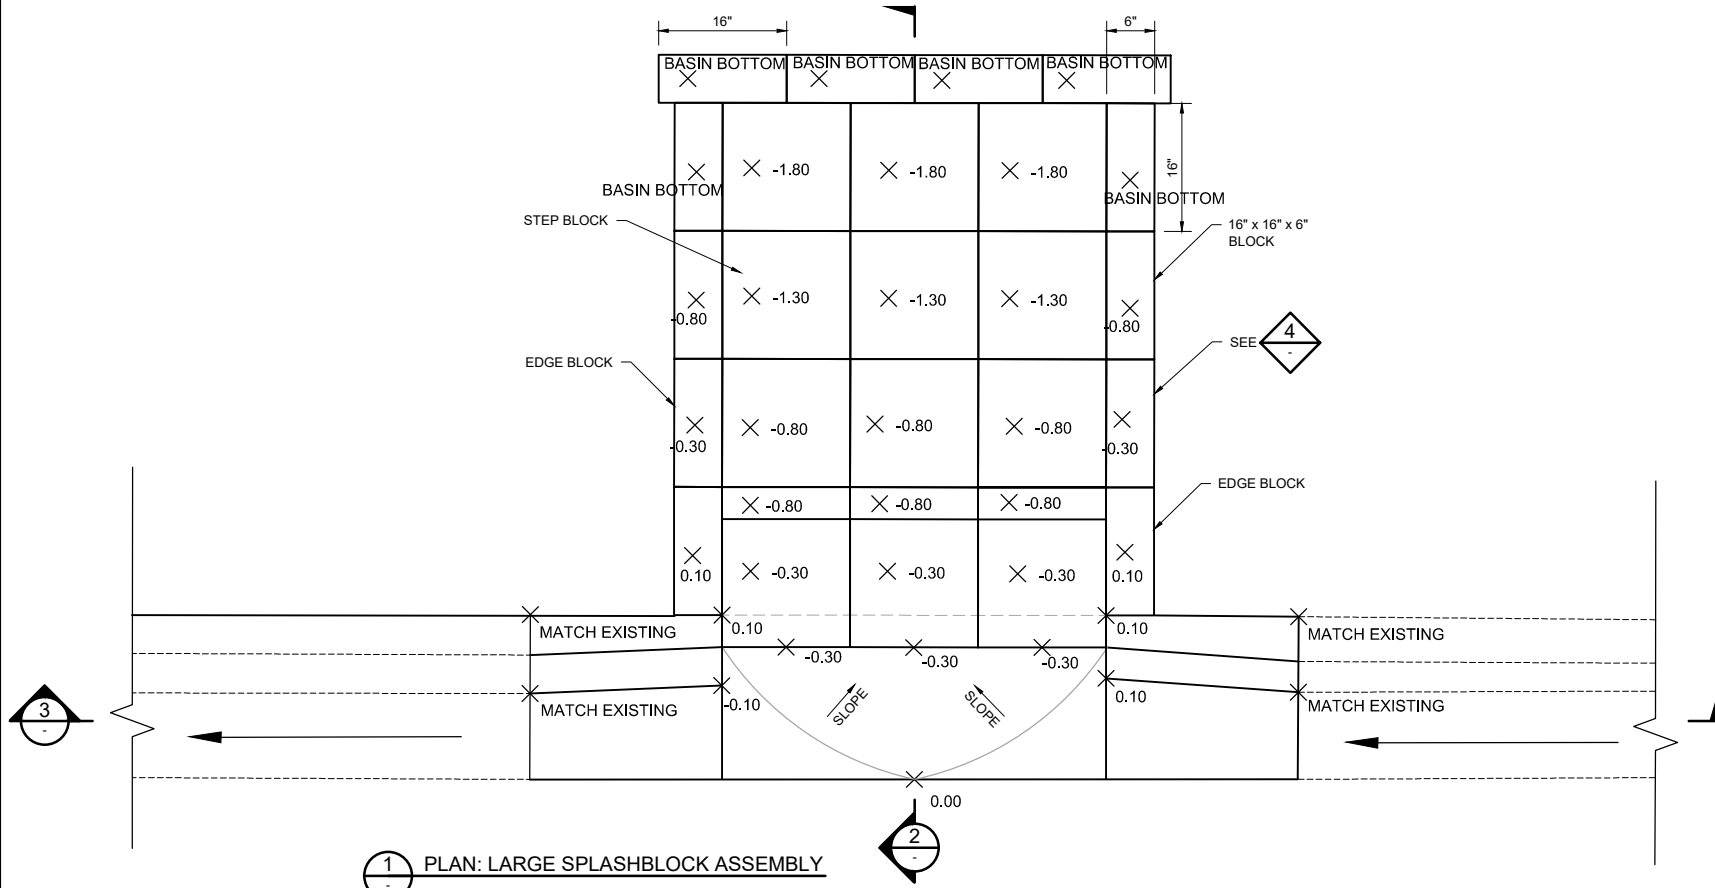 16"
6"
BASIN BOTTOM BASIN BOTTOM BASIN BOTTOM BASIN BOTTOM
16"
-1.80 -1.80 -1.80
BASIN BOTTOM BASIN BOTTOM
STEP BLOCK
16" x 16" x 6"
BLOCK
-1.30 -1.30 -1.30
-0.80 -0.80
SEE 4
-
EDGE BLOCK
-0.80 -0.80 -0.80
-0.30 -0.30
EDGE BLOCK
-0.80 -0.80 -0.80
0.10 -0.30 -0.30 -0.30 0.10
MATCH EXISTING 0.10 0.10 MATCH EXISTING
-0.30 -0.30 -0.30
MATCH EXISTING -0.10 SLOPE SLOPE 0.10 MATCH EXISTING
3
-
0.00
2
-
1
-
PLAN: LARGE SPLASHBLOCK ASSEMBLY